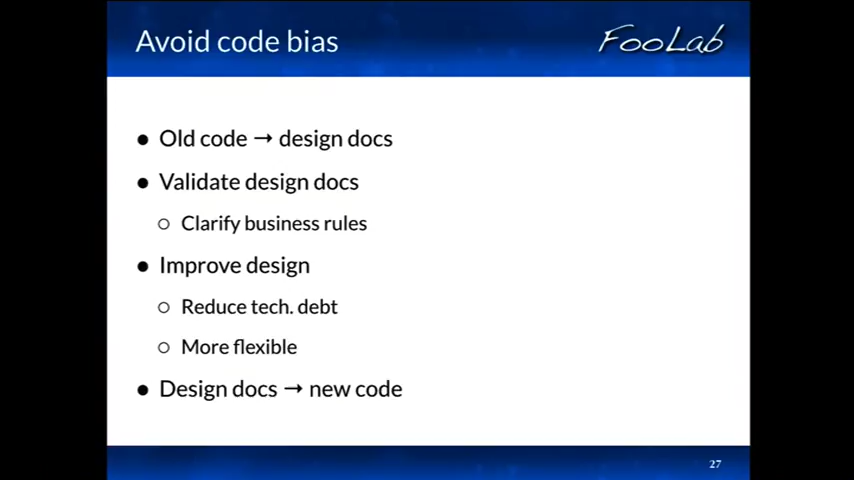 Avoid code bias
FooLab
● Old code → design docs
● Validate design docs
○ Clarify business rules
● Improve design
○ Reduce tech. debt
○ More flexible
● Design docs → new code
27